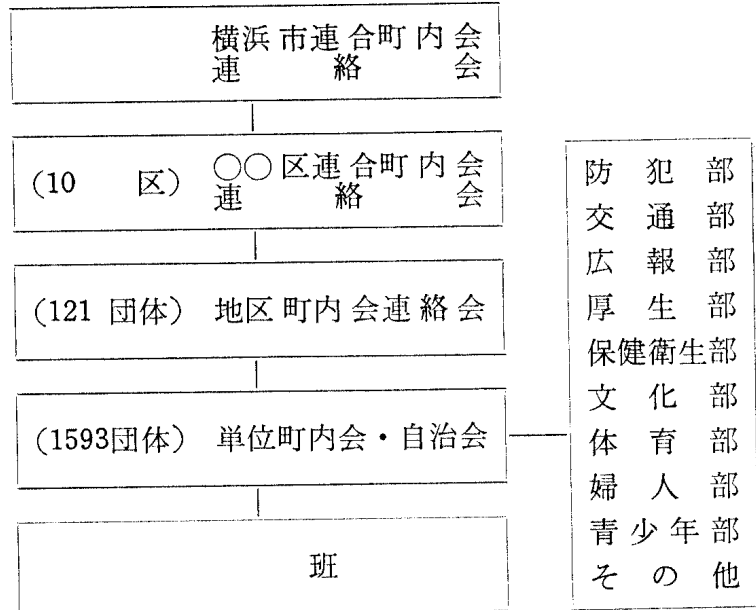 横浜市連合町内会
連絡会
(10 区) ○○区連合町内会
連絡会
(121 団体) 地区町内会連絡会
(1593団体) 単位町内会・自治会
班
防犯部
交通部
広報部
厚生部
保健衛生部
文化部
体育部
婦人部
青少年部
その他